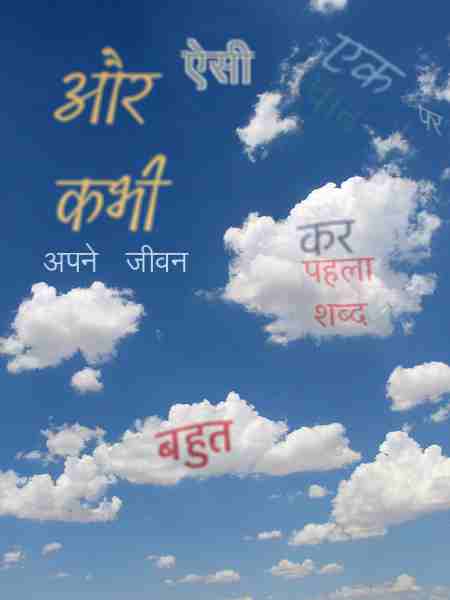 ऐसी
एक
और
पर
कभी
कर
अपने जीवन
पहला
शब्द
बहुत